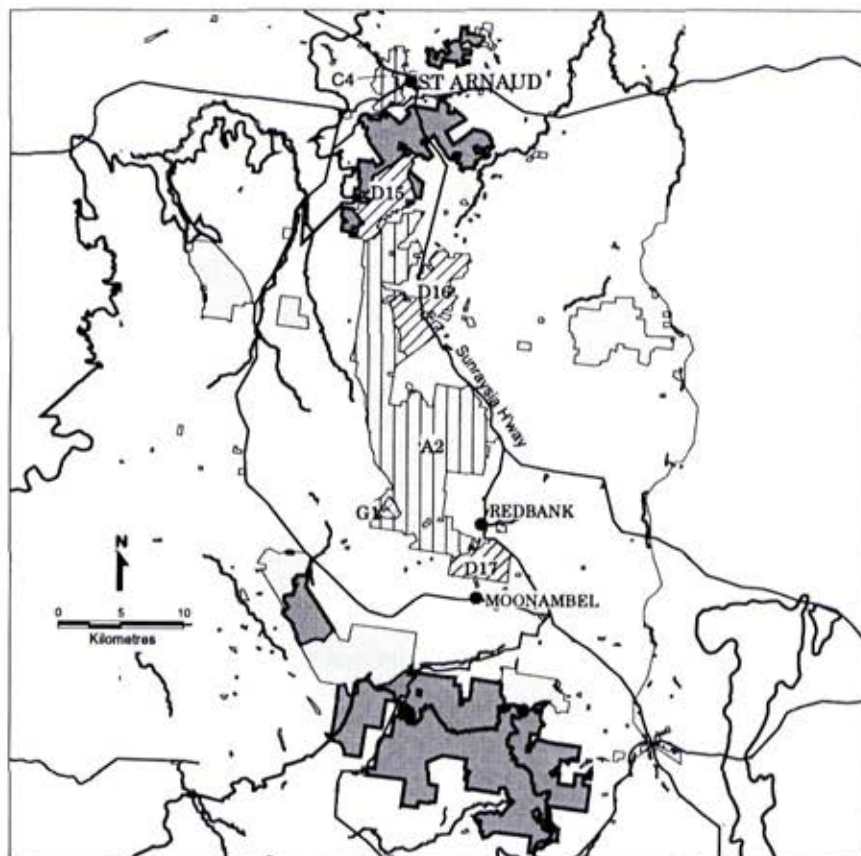 C4
ST ARNAUD
D15
D16
Sunraysia H'way
A2
G1
REDBANK
N
D17
MOONAMBEL
0 5 10
Kilometres